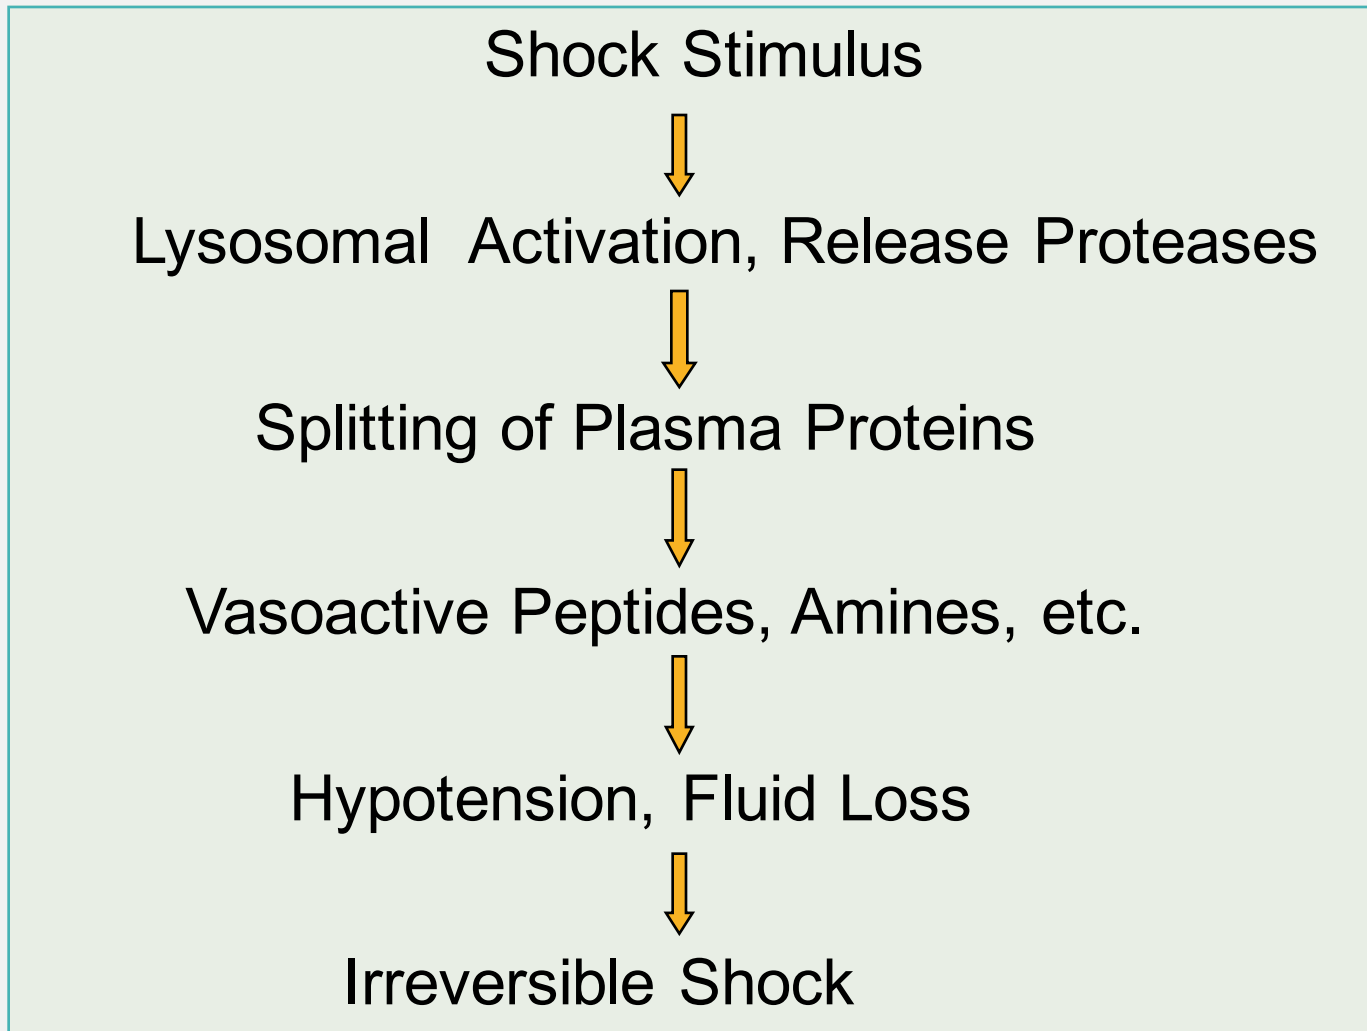 Shock Stimulus
Lysosomal Activation, Release Proteases
Splitting of Plasma Proteins
Vasoactive Peptides, Amines, etc.
Hypotension, Fluid Loss
Irreversible Shock